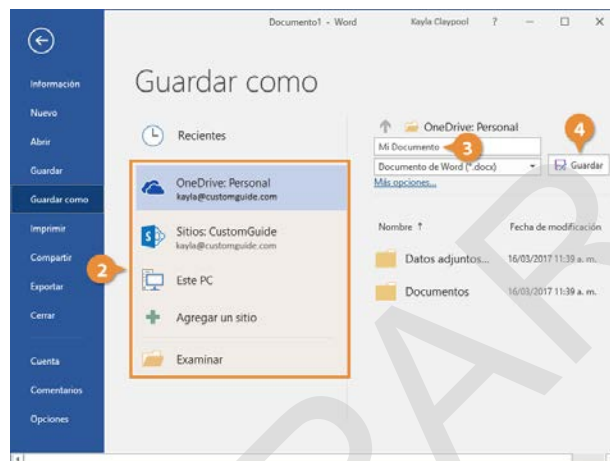 Documento1 - Word
Kayla Claypool
?
Información
Nuevo
Abrir
Guardar
Guardar como
Imprimir
Compartir
Exportar
Cerrar
Cuenta
Comentarios
Opciones
Guardar como
Recientes
OneDrive: Personal
kayla@customguide.com
Sitios: CustomGuide
kayla@customguide.com
Este PC
Agregar un sitio
Examinar
2
OneDrive: Personal
Mi Documento
3
4
Documento de Word (*.docx)
Guardar
Más opciones...
Nombre ↑ Fecha de modificación
Datos adjuntos... 16/03/2017 11:39 a. m.
Documentos 16/03/2017 11:39 a. m.
PAR